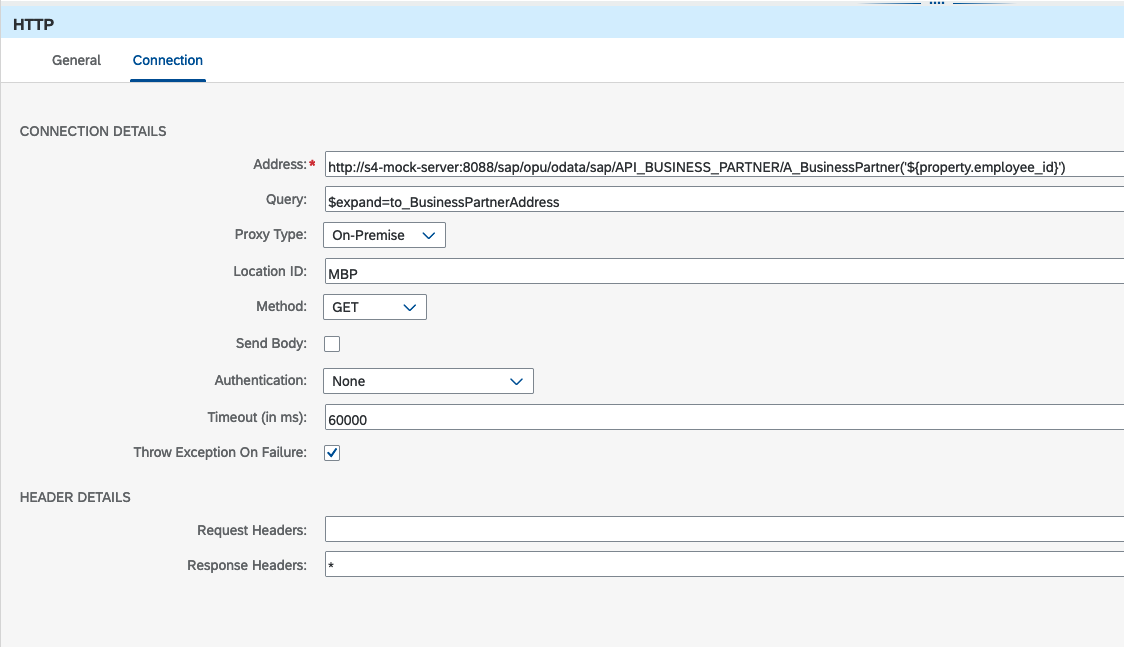 HTTP
General Connection
CONNECTION DETAILS
Address:* http://s4-mock-server:8088/sap/opu/odata/sap/API_BUSINESS_PARTNER/A_BusinessPartner('${property.employee_id}')
Query: $expand=to_BusinessPartnerAddress
Proxy Type: On-Premise
Location ID: MBP
Method: GET
Send Body:
Authentication: None
Timeout (in ms): 60000
Throw Exception On Failure:
HEADER DETAILS
Request Headers:
Response Headers: *